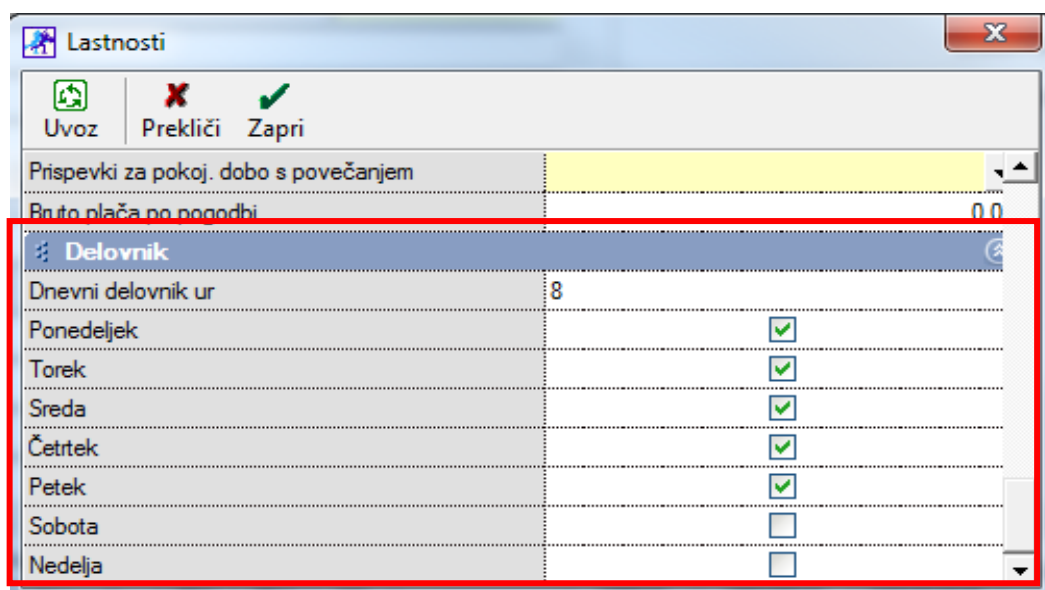 Lastnosti
Uvoz Prekliči Zapri
Prispevki za pokoj. dobo s povečanjem
Bruto plača po pogodbi 0.0
Delovnik
Dnevni delovnik ur 8
Ponedeljek
Torek
Sreda
Četrtek
Petek
Sobota
Nedelja